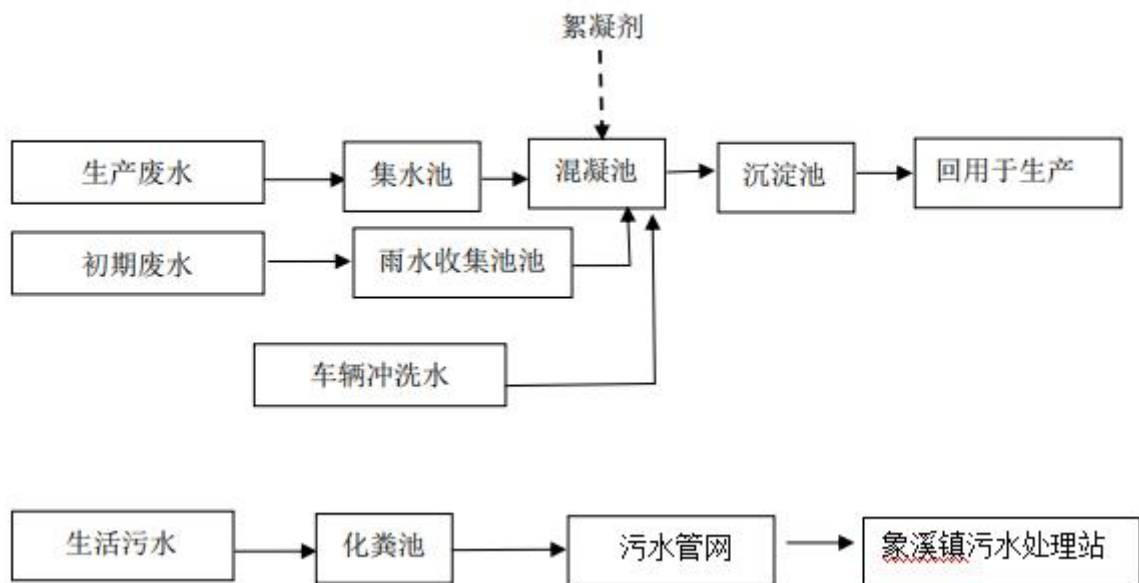 絮凝剂
生产废水
集水池
混凝池
沉淀池
回用于生产
初期废水
雨水收集池池
车辆冲洗水
生活污水
化粪池
污水管网
象溪镇污水处理站